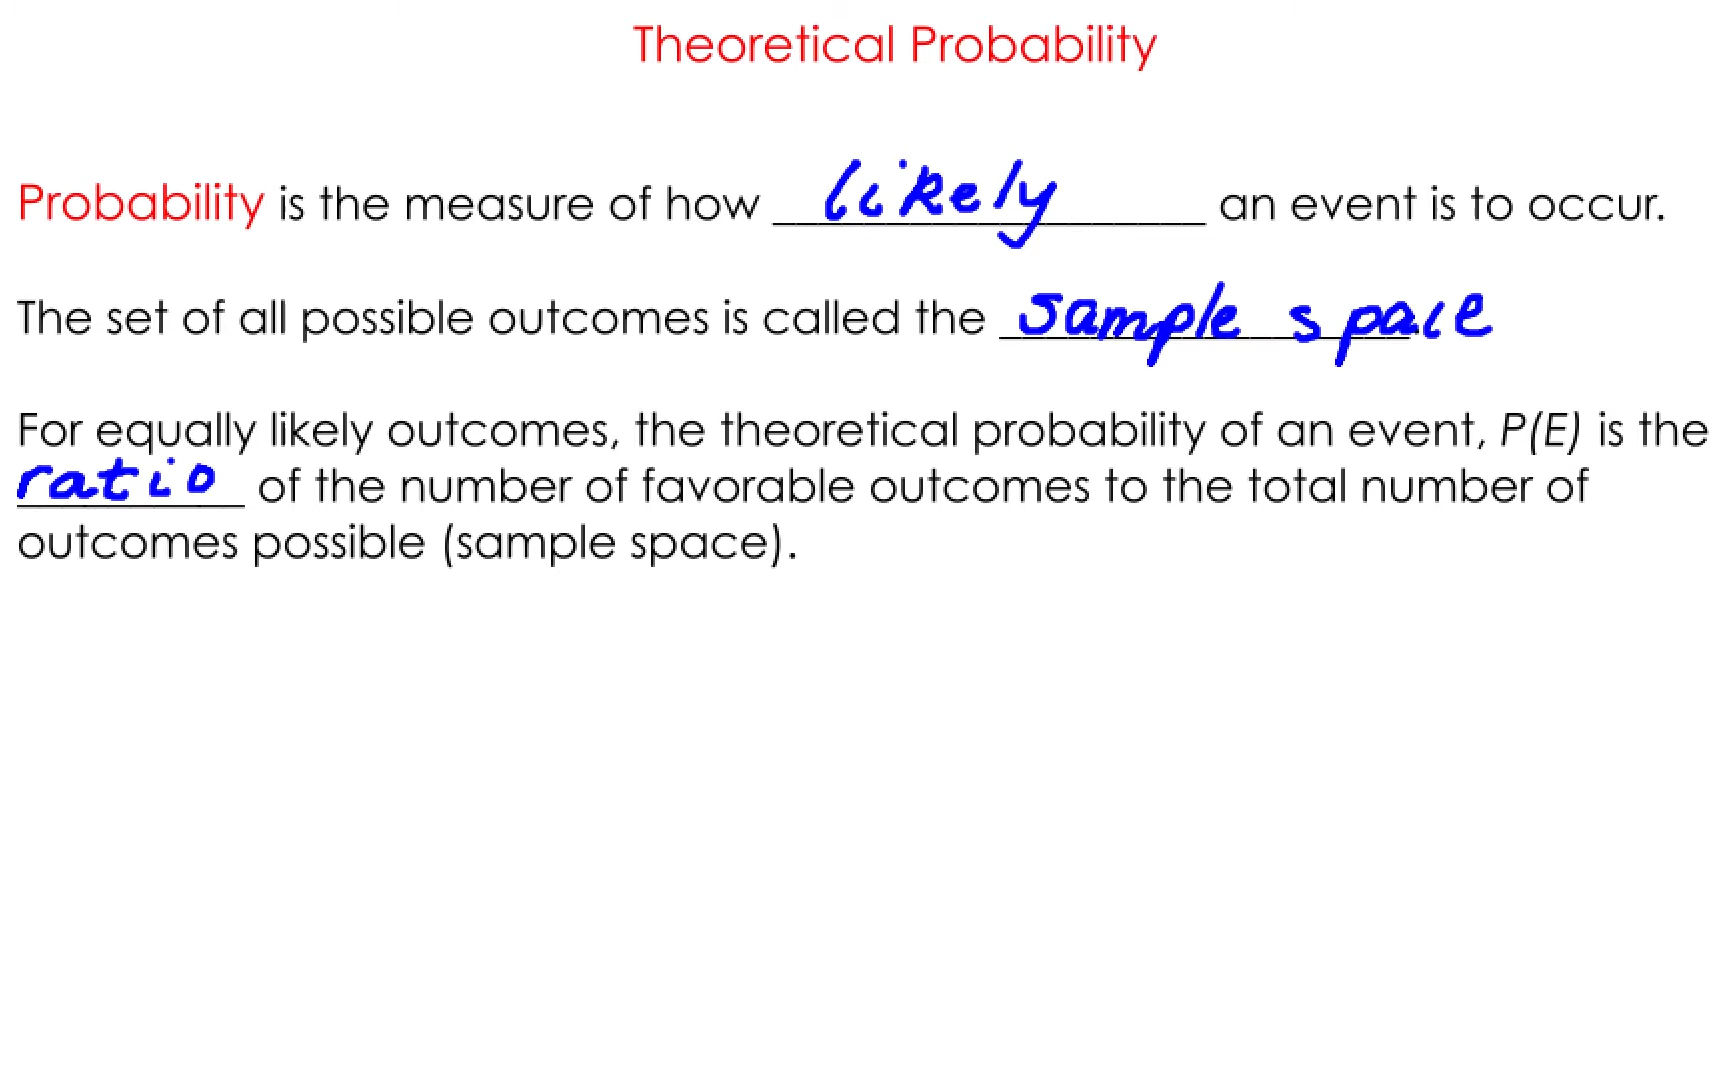 Theoretical Probability
Probability is the measure of how likely an event is to occur.
The set of all possible outcomes is called the sample space
For equally likely outcomes, the theoretical probability of an event, P(E) is the
ratio of the number of favorable outcomes to the total number of
outcomes possible (sample space).